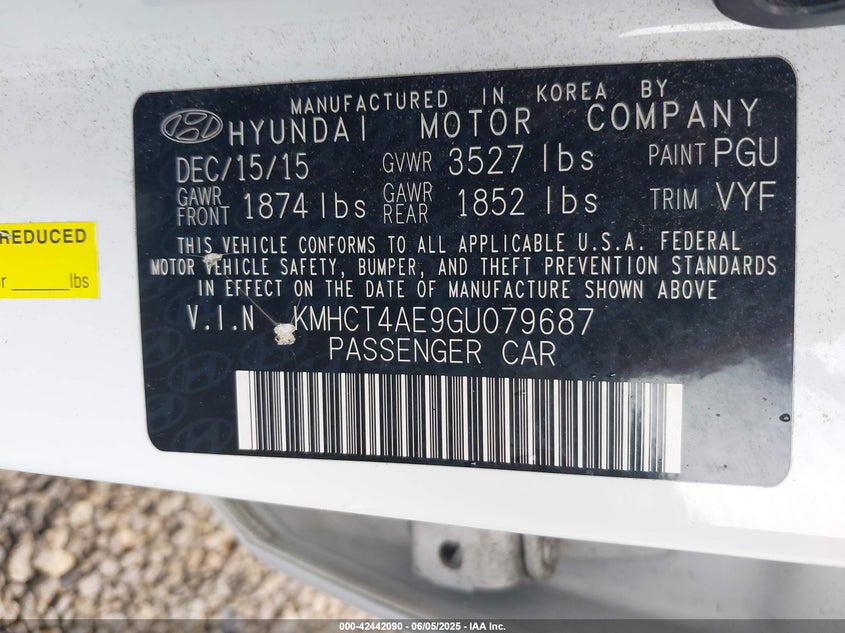 MANUFACTURED IN KOREA BY
HYUNDAI MOTOR COMPANY
DEC/15/15 GVWR 3527 lbs PAINT PGU
GAWR FRONT 1874 lbs GAWR REAR 1852 lbs TRIM VYF
THIS VEHICLE CONFORMS TO ALL APPLICABLE U.S.A. FEDERAL
MOTOR VEHICLE SAFETY, BUMPER, AND THEFT PREVENTION STANDARDS
IN EFFECT ON THE DATE OF MANUFACTURE SHOWN ABOVE
V.I.N KMHCT4AE9GU079687
PASSENGER CAR
REDUCED
or ______lbs
000-42442090 - 06/05/2025 - IAA Inc.